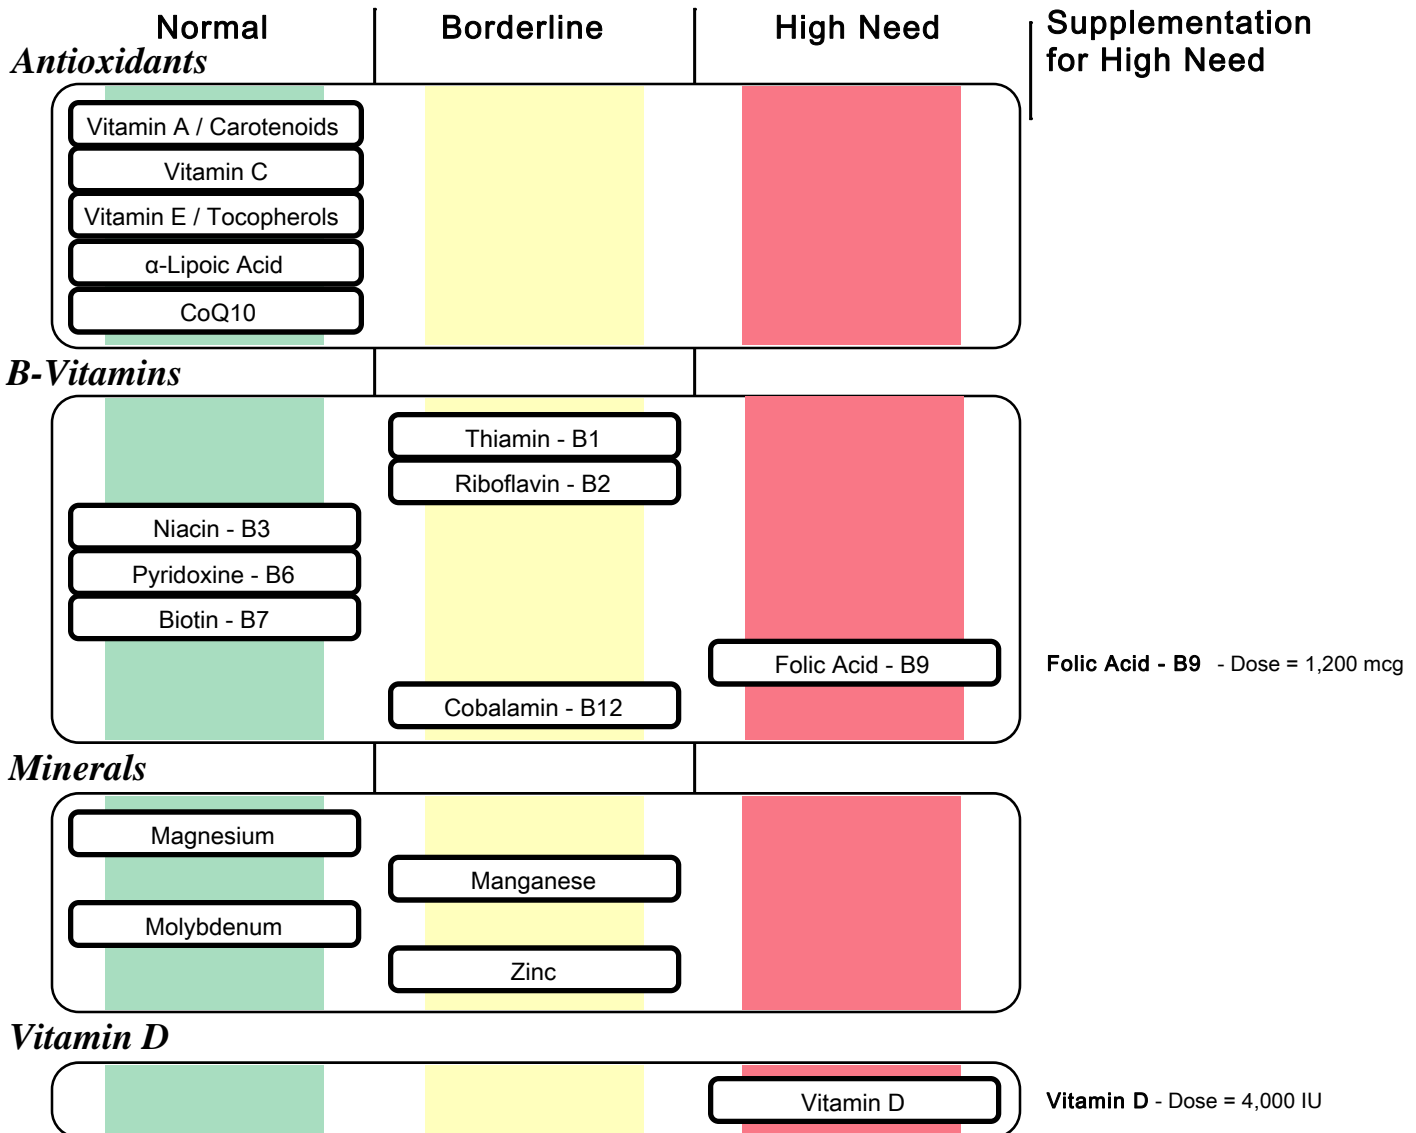 Normal Borderline High Need Supplementation
for High Need
Antioxidants
Vitamin A / Carotenoids
Vitamin C
Vitamin E / Tocopherols
α-Lipoic Acid
CoQ10
B-Vitamins
Thiamin - B1
Riboflavin - B2
Niacin - B3
Pyridoxine - B6
Biotin - B7
Folic Acid - B9 Folic Acid - B9 - Dose = 1,200 mcg
Cobalamin - B12
Minerals
Magnesium
Manganese
Molybdenum
Zinc
Vitamin D
Vitamin D Vitamin D - Dose = 4,000 IU